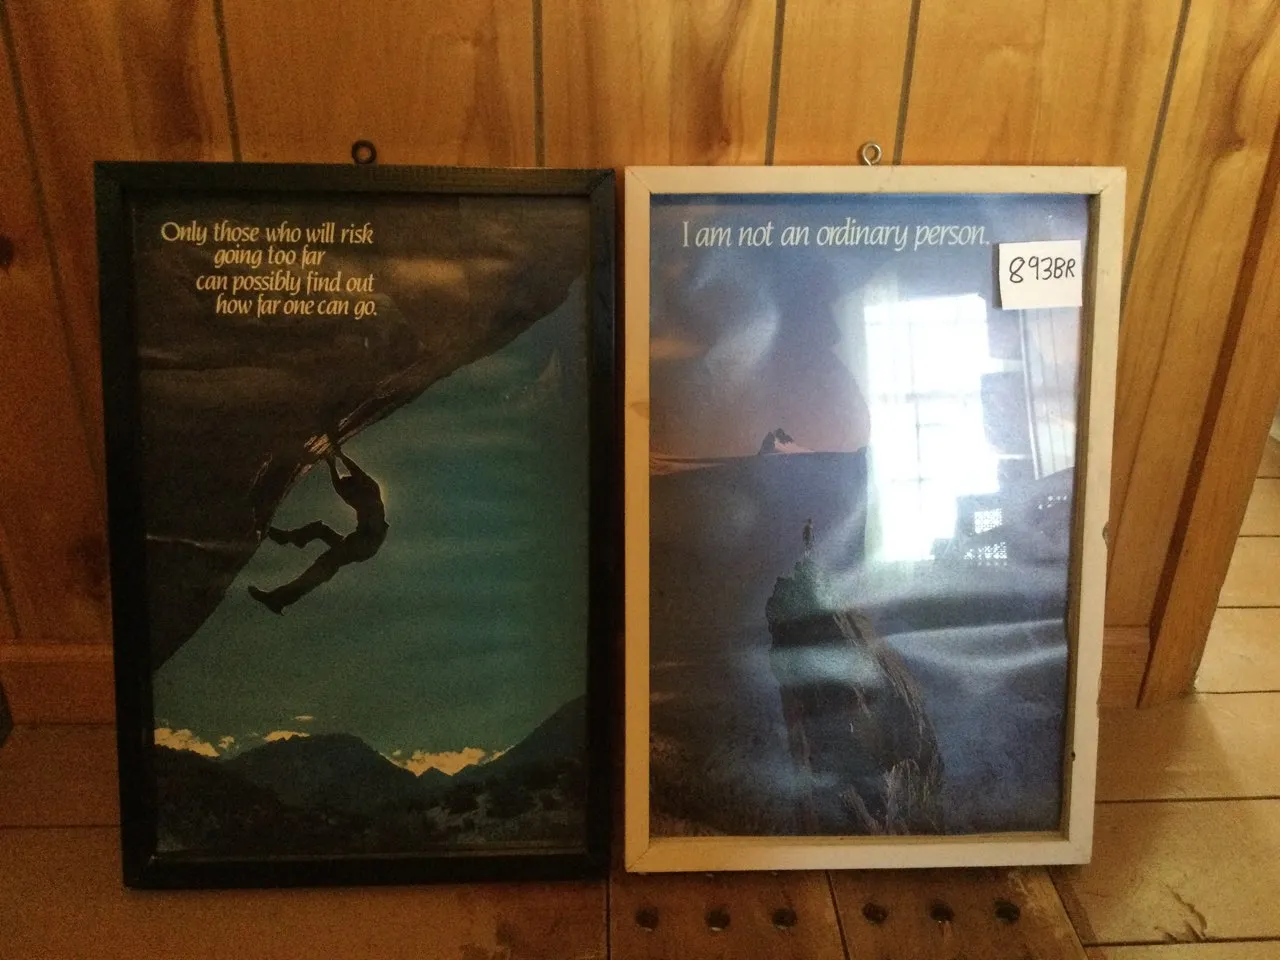 Only those who will risk
going too far
can possibly find out
how far one can go.
I am not an ordinary person.
893BR